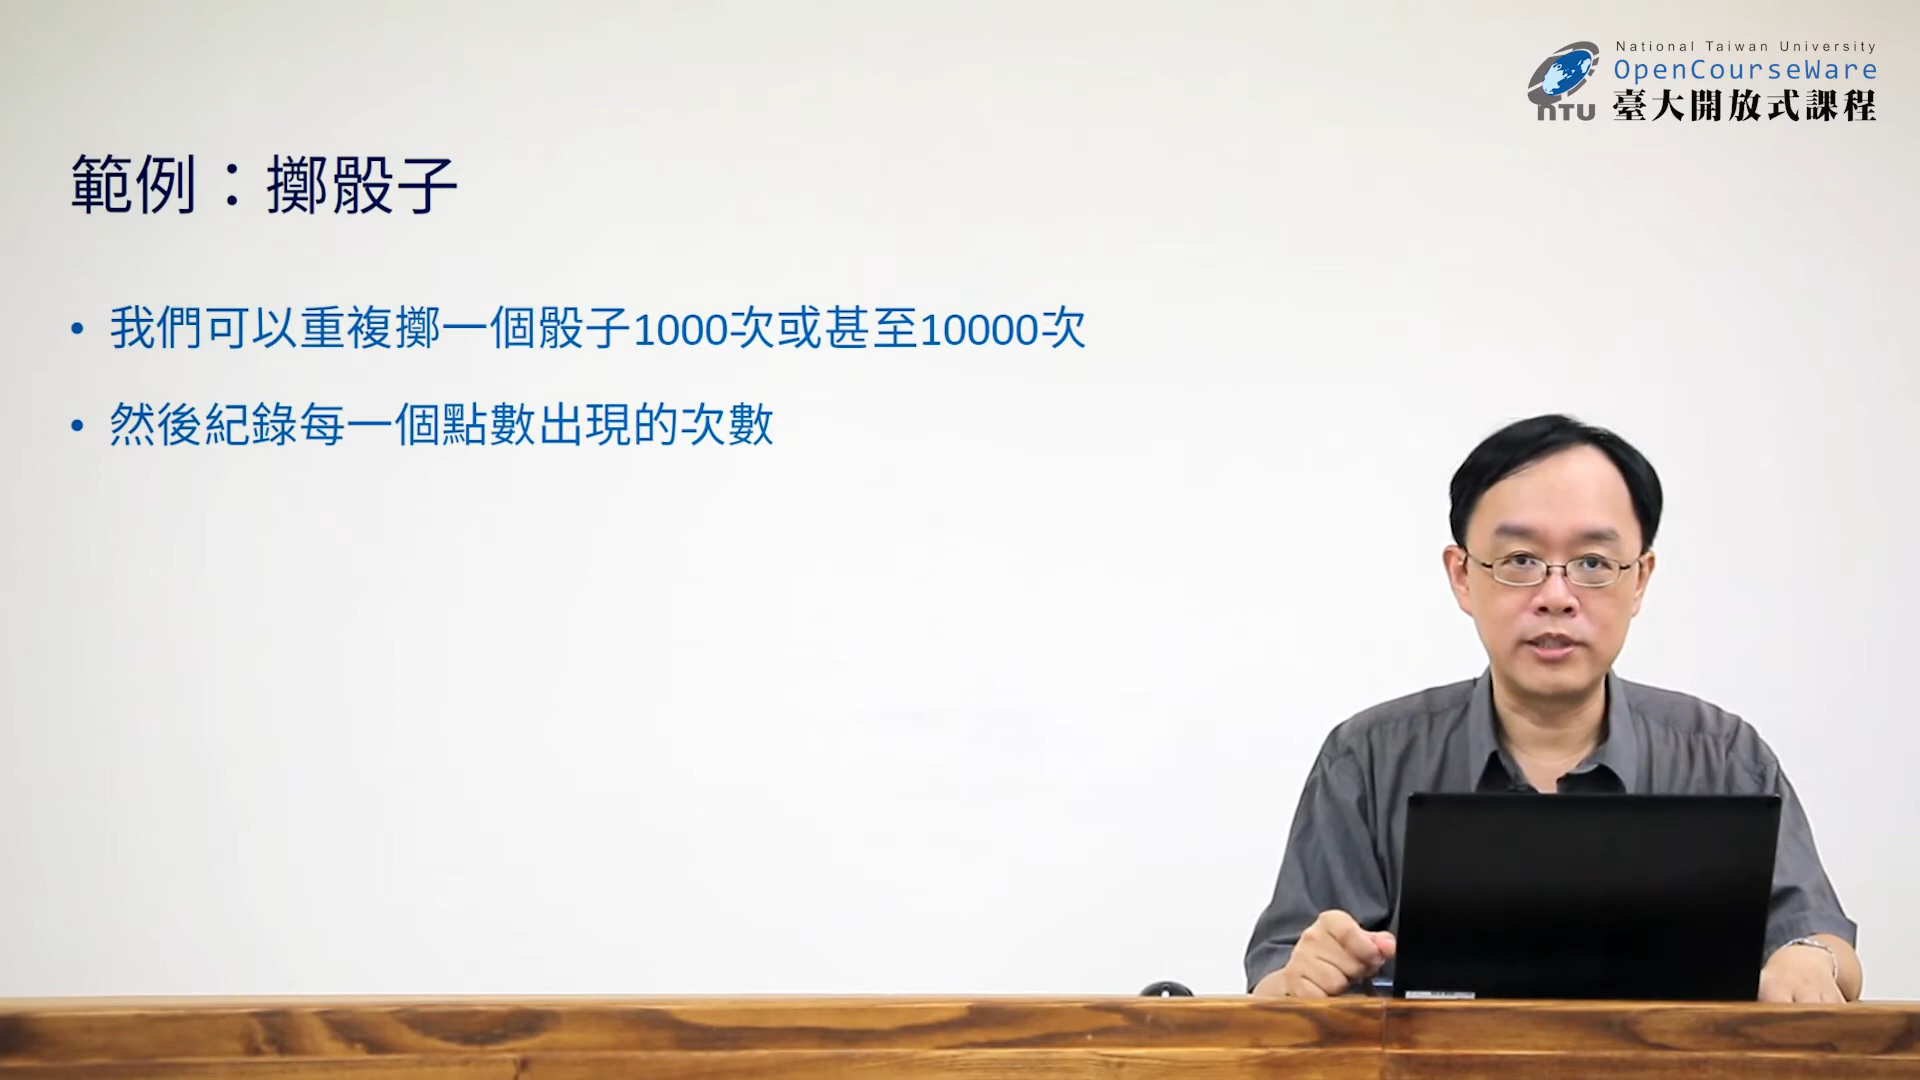 National Taiwan University
OpenCourseWare
臺大開放式課程
nTU
範例：擲骰子
• 我們可以重複擲一個骰子1000次或甚至10000次
• 然後紀錄每一個點數出現的次數